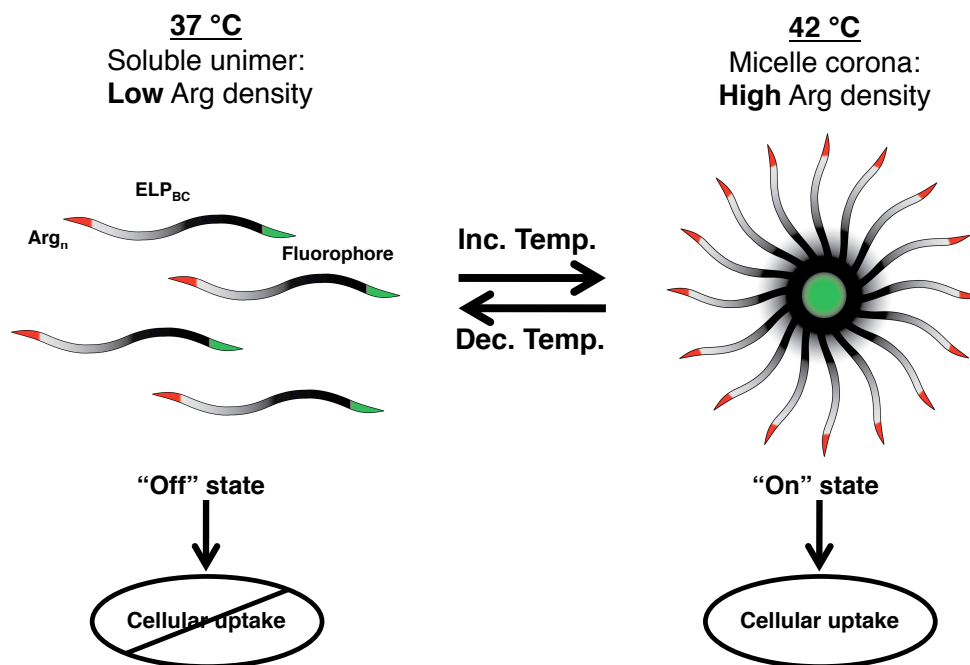 37 °C
Soluble unimer:
Low Arg density
42 °C
Micelle corona:
High Arg density
ELPBC
Argn
Fluorophore
Inc. Temp.
Dec. Temp.
“Off” state
“On” state
Cellular uptake
Cellular uptake